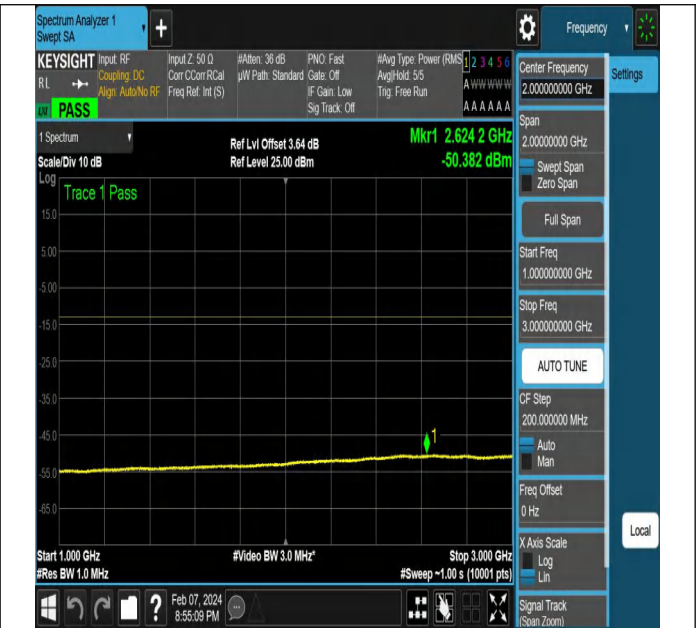 Spectrum Analyzer 1
Swept SA
+
Frequency
KEYSIGHT
RL
LXI PASS
Input: RF
Coupling: DC
Align: Auto/No RF
Input Z: 50 Ω
Corr CCorr RCal
Freq Ref: Int (S)
#Atten: 36 dB
µW Path: Standard
PNO: Fast
Gate: Off
IF Gain: Low
Sig Track: Off
#Avg Type: Power (RMS
Avg|Hold: 5/5
Trig: Free Run
1 2 3 4 5 6
A W W W W W
A A A A A A
Center Frequency
2.000000000 GHz
Settings
Span
2.00000000 GHz
Swept Span
Zero Span
Full Span
Start Freq
1.000000000 GHz
Stop Freq
3.000000000 GHz
AUTO TUNE
CF Step
200.000000 MHz
Auto
Man
Freq Offset
0 Hz
X Axis Scale
Log
Lin
Signal Track
(Span Zoom)
Local
1 Spectrum
Scale/Div 10 dB
Log
Ref Lvl Offset 3.64 dB
Ref Level 25.00 dBm
Mkr1 2.624 2 GHz
-50.382 dBm
Trace 1 Pass
15.0
5.00
-5.00
-15.0
-25.0
-35.0
-45.0
-55.0
-65.0
1
Start 1.000 GHz
#Res BW 1.0 MHz
#Video BW 3.0 MHz*
Stop 3.000 GHz
#Sweep ~1.00 s (10001 pts)
?
Feb 07, 2024
8:55:09 PM